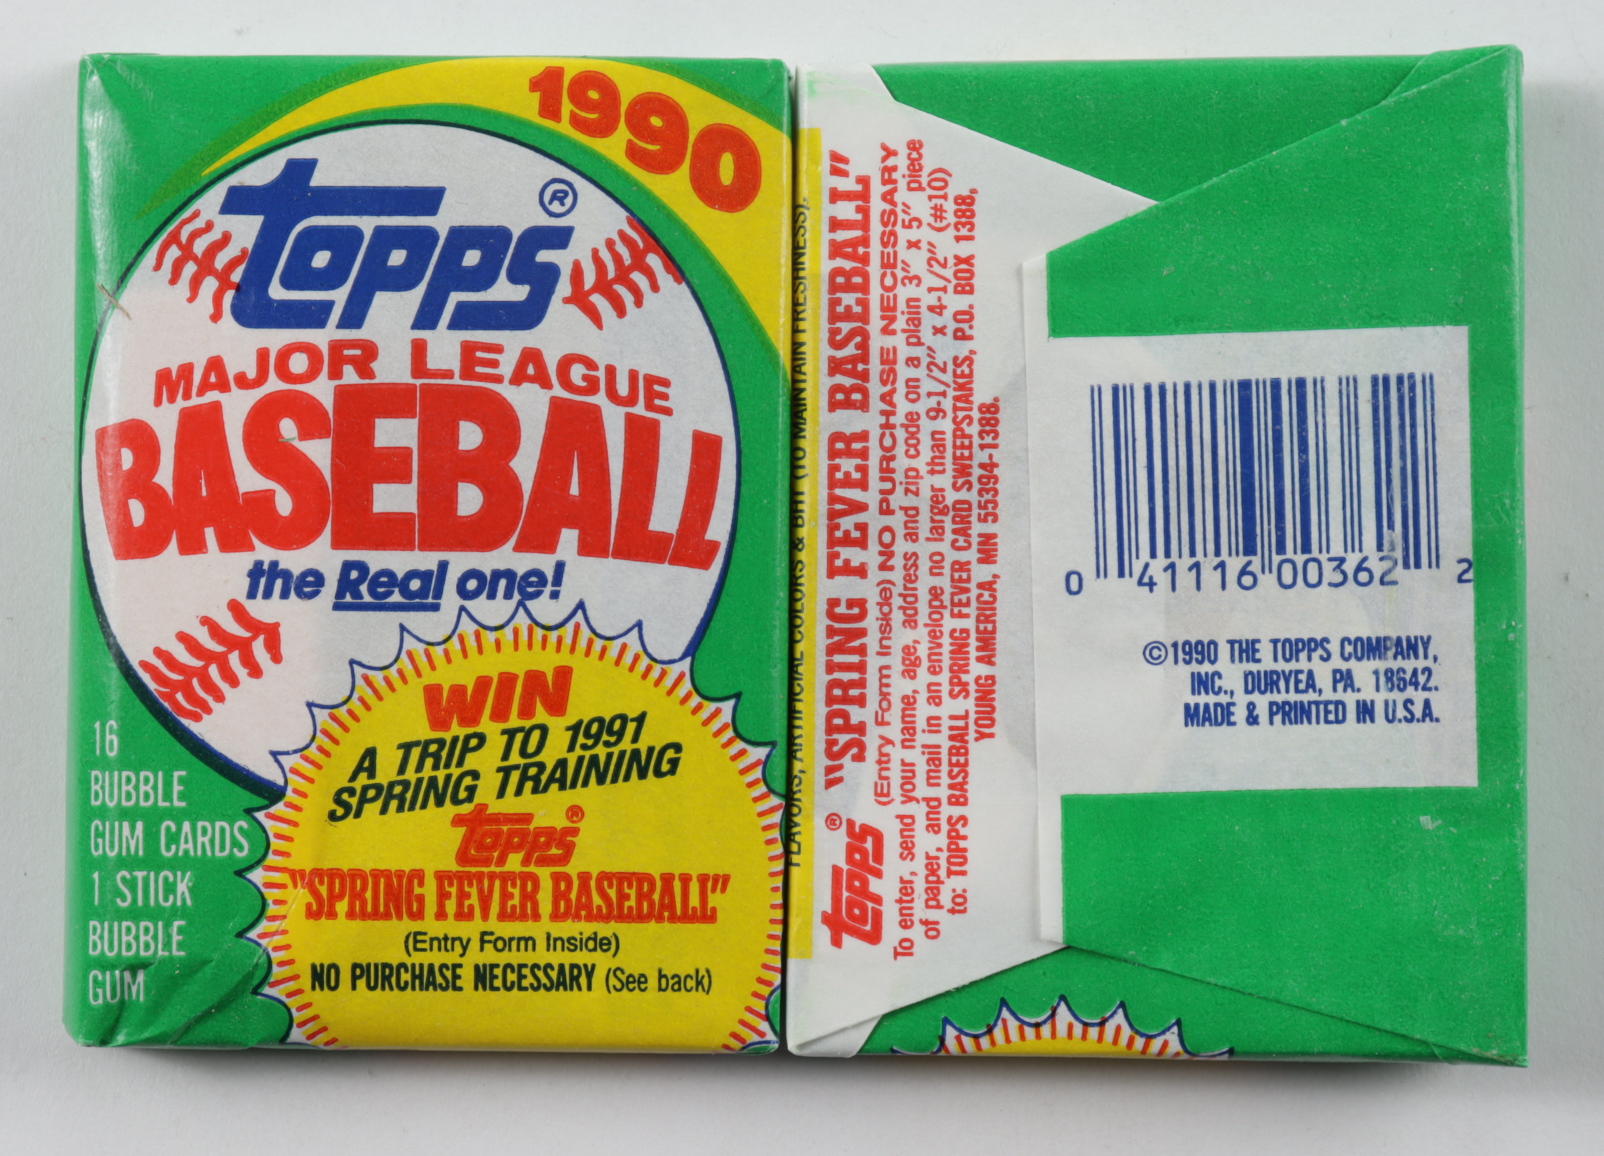 1990
Topps®
MAJOR LEAGUE
BASEBALL
the Real one!
16
BUBBLE
GUM CARDS
1 STICK
BUBBLE
GUM
WIN
A TRIP TO 1991
SPRING TRAINING
Topps®
"SPRING FEVER BASEBALL"
(Entry Form Inside)
NO PURCHASE NECESSARY (See back)
FLAVORS, ARTIFICIAL COLORS & BHT (TO MAINTAIN FRESHNESS).
Topps® "SPRING FEVER BASEBALL"
(Entry Form Inside) NO PURCHASE NECESSARY
To enter, send your name, age, address and zip code on a plain 3" x 5" piece
of paper, and mail in an envelope no larger than 9-1/2" x 4-1/2" (#10)
to: TOPPS BASEBALL SPRING FEVER CARD SWEEPSTAKES, P.O. BOX 1388,
YOUNG AMERICA, MN 55394-1388.
0 41116 00362 2
©1990 THE TOPPS COMPANY,
INC., DURYEA, PA. 18642.
MADE & PRINTED IN U.S.A.